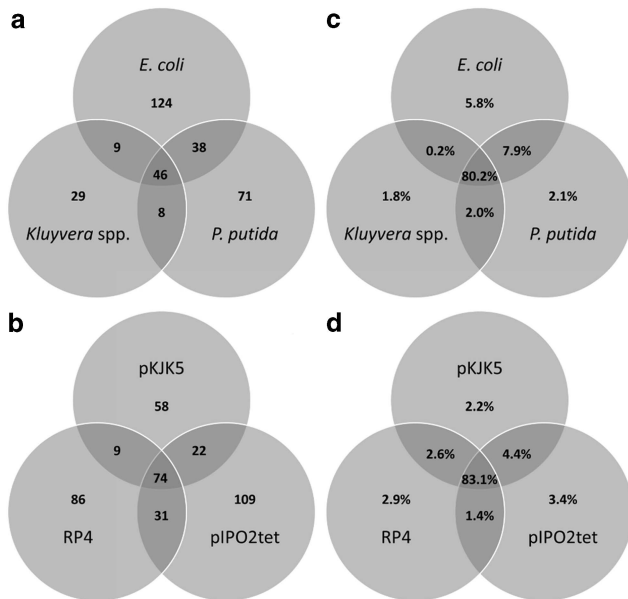 a
E. coli
124
9
38
46
29
8
71
Kluyvera spp.
P. putida
c
E. coli
5.8%
0.2%
7.9%
80.2%
1.8%
2.0%
2.1%
Kluyvera spp.
P. putida
b
pKJK5
58
9
22
74
86
31
109
RP4
pIPO2tet
d
pKJK5
2.2%
2.6%
4.4%
83.1%
2.9%
1.4%
3.4%
RP4
pIPO2tet